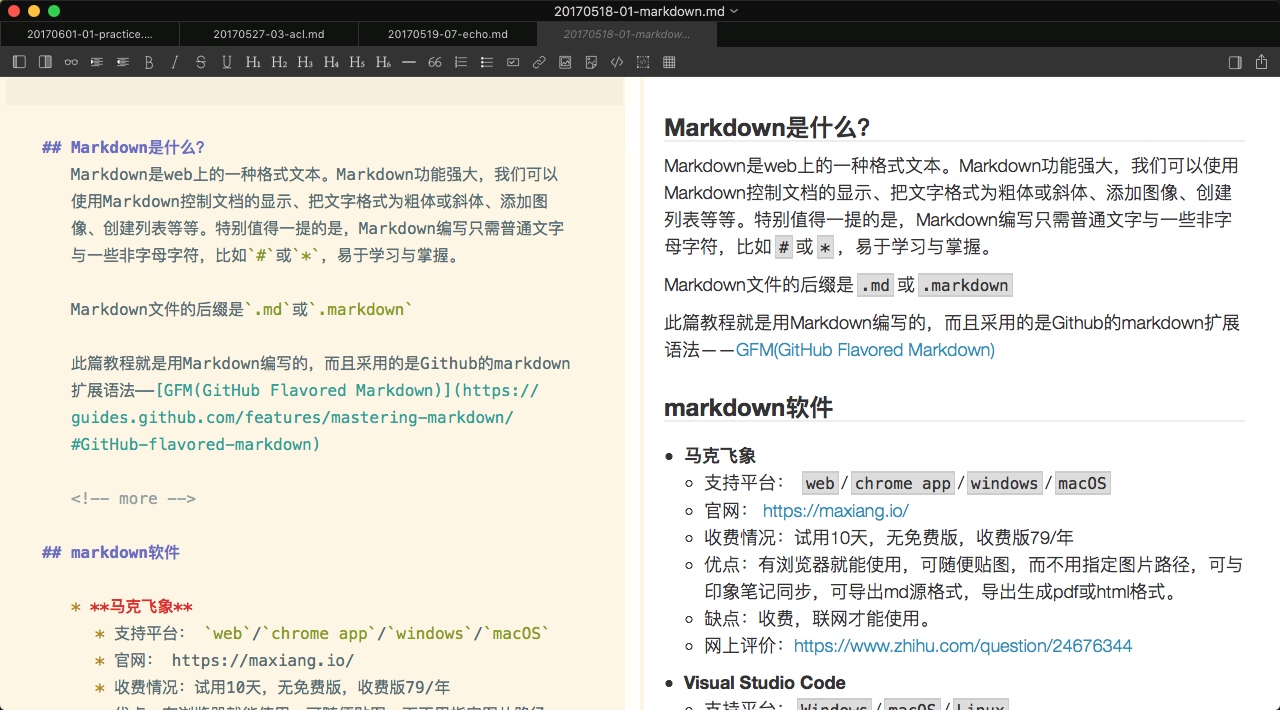 20170518-01-markdown.md
20170601-01-practice....
20170527-03-acl.md
20170519-07-echo.md
20170518-01-markdow...
B I S U H1 H2 H3 H4 H5 H6 — 66
## Markdown是什么?
Markdown是web上的一种格式文本。Markdown功能强大，我们可以
使用Markdown控制文档的显示、把文字格式为粗体或斜体、添加图
像、创建列表等等。特别值得一提的是，Markdown编写只需普通文字
与一些非字母字符，比如`#`或`*`，易于学习与掌握。
Markdown文件的后缀是`.md`或`.markdown`
此篇教程就是用Markdown编写的，而且采用的是Github的markdown
扩展语法——[GFM(GitHub Flavored Markdown)](https://
guides.github.com/features/mastering-markdown/
#GitHub-flavored-markdown)
<!-- more -->
## markdown软件
* **马克飞象**
* 支持平台： `web`/`chrome app`/`windows`/`macOS`
* 官网： https://maxiang.io/
* 收费情况：试用10天，无免费版，收费版79/年
Markdown是什么?
Markdown是web上的一种格式文本。Markdown功能强大，我们可以使用
Markdown控制文档的显示、把文字格式为粗体或斜体、添加图像、创建
列表等等。特别值得一提的是，Markdown编写只需普通文字与一些非字
母字符，比如 # 或 * ，易于学习与掌握。
Markdown文件的后缀是 .md 或 .markdown
此篇教程就是用Markdown编写的，而且采用的是Github的markdown扩展
语法——GFM(GitHub Flavored Markdown)
markdown软件
• 马克飞象
◦ 支持平台： web / chrome app / windows / macOS
◦ 官网： https://maxiang.io/
◦ 收费情况：试用10天，无免费版，收费版79/年
◦ 优点：有浏览器就能使用，可随便贴图，而不用指定图片路径，可与
印象笔记同步，可导出md源格式，导出生成pdf或html格式。
◦ 缺点：收费，联网才能使用。
◦ 网上评价：https://www.zhihu.com/question/24676344
• Visual Studio Code
◦ 支持平台： Windows / macOS / Linux